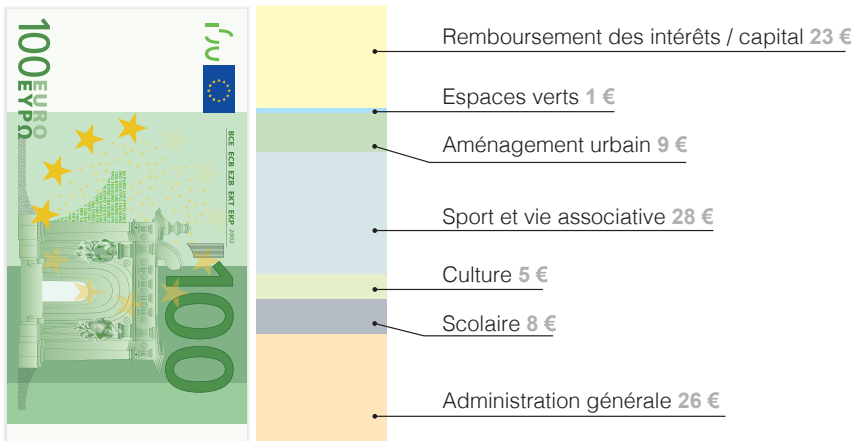 100 EURO
EYPΩ
BCE ECB EZB EKT EKP 2002
100
Remboursement des intérêts / capital 23 €
Espaces verts 1 €
Aménagement urbain 9 €
Sport et vie associative 28 €
Culture 5 €
Scolaire 8 €
Administration générale 26 €